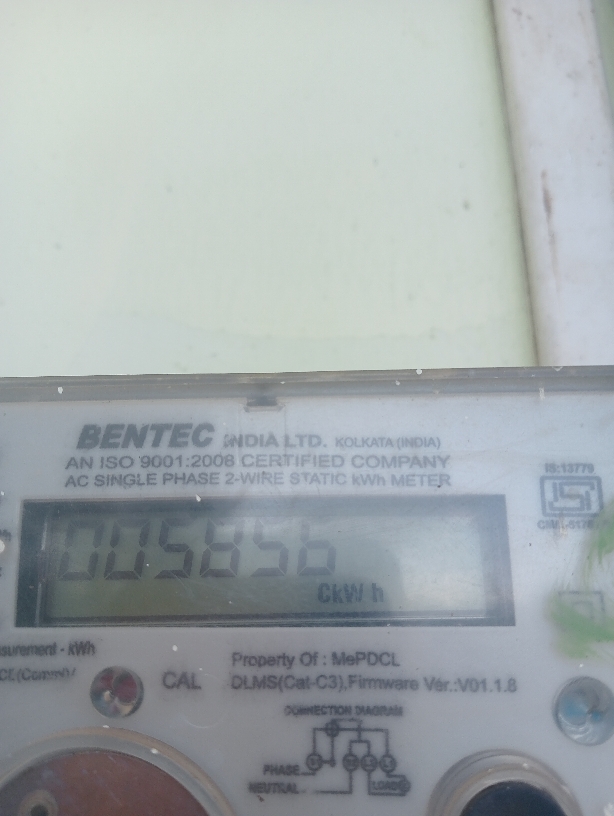 BENTEC INDIA LTD. KOLKATA (INDIA)
AN ISO 9001:2008 CERTIFIED COMPANY
AC SINGLE PHASE 2-WIRE STATIC kWh METER
IS:13779
005856
CkWh
surement - kWh
Property Of : MePDCL
CAL
DLMS(Cat-C3),Firmware Ver.:V01.1.8
CONNECTION DIAGRAM
PHASE
NEUTRAL
LOAD